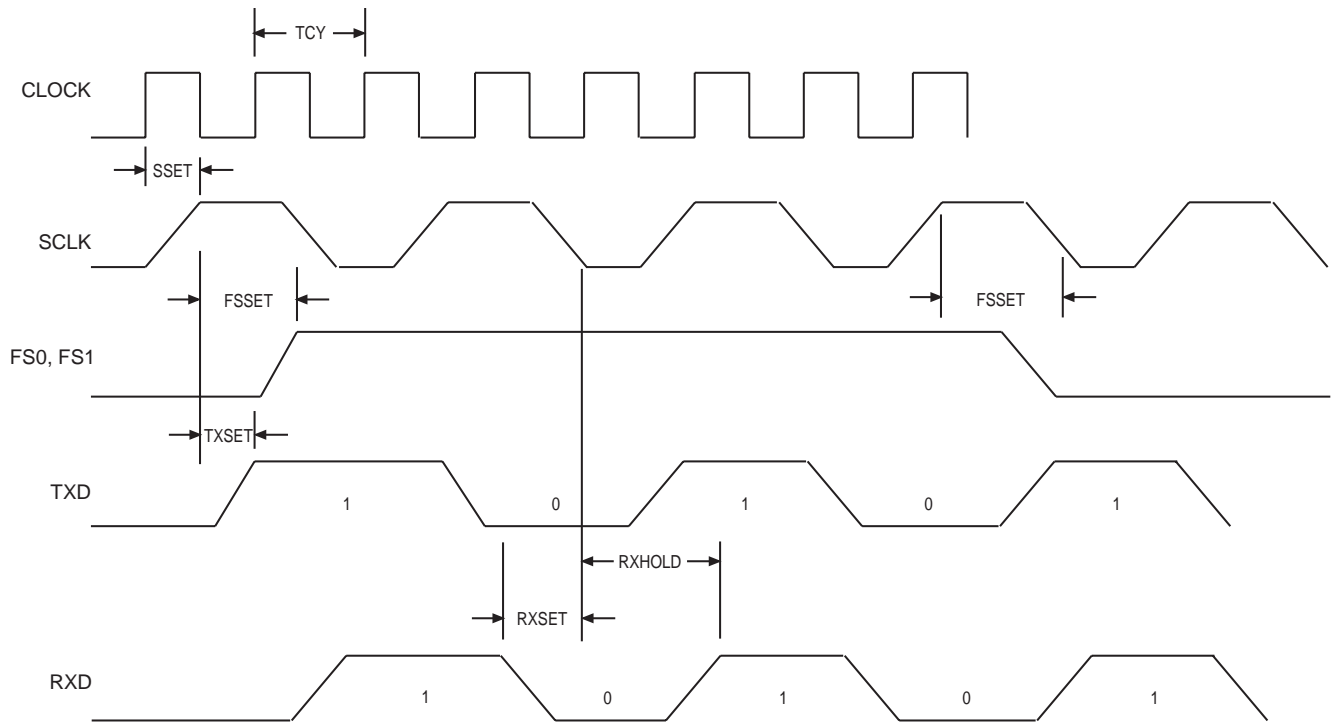 TCY
CLOCK
SSET
SCLK
FSSET FSSET
FS0, FS1
TXSET
TXD 1 0 1 0 1
RXHOLD
RXSET
RXD 1 0 1 0 1